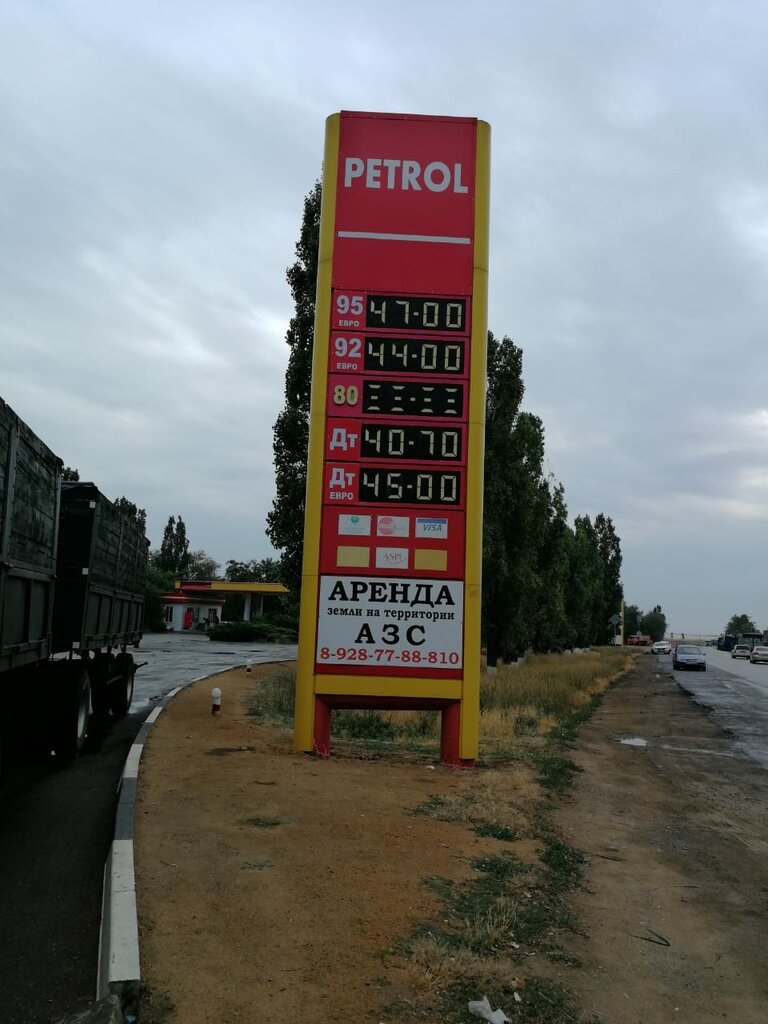 PETROL
95 ЕВРО 47-00
92 ЕВРО 44-00
80
Дт 40-70
Дт ЕВРО 45-00
VISA
АРЕНДА
земли на территории
АЗС
8-928-77-88-810